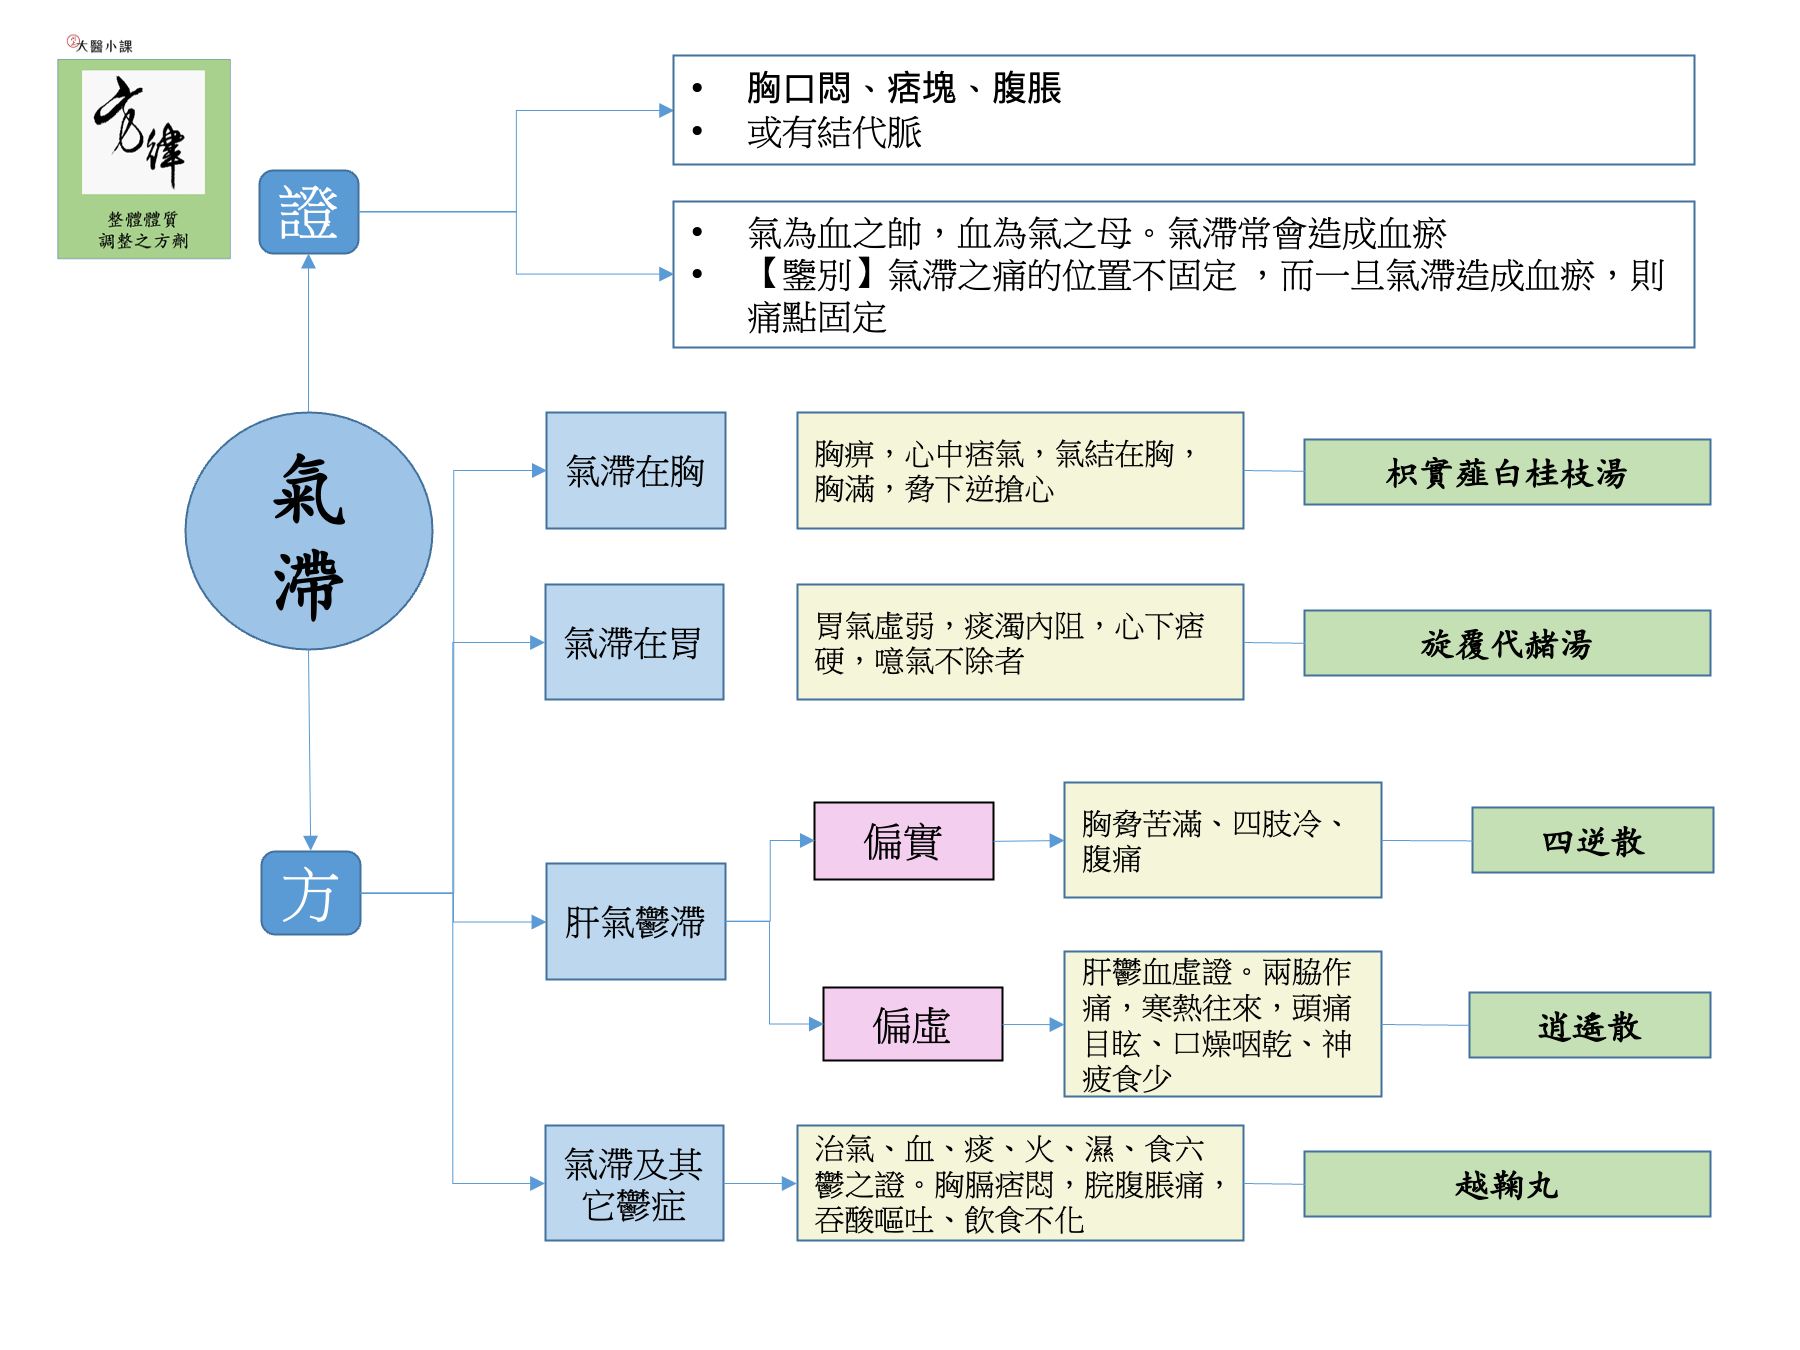 大醫小課
方律
整體體質
調整之方劑
證
• 胸口悶、痞塊、腹脹
• 或有結代脈
• 氣為血之帥，血為氣之母。氣滯常會造成血瘀
• 【鑒別】氣滯之痛的位置不固定 ，而一旦氣滯造成血瘀，則
痛點固定
氣
滯
方
氣滯在胸
胸痹，心中痞氣，氣結在胸，
胸滿，脅下逆搶心
枳實薤白桂枝湯
氣滯在胃
胃氣虛弱，痰濁內阻，心下痞
硬，噫氣不除者
旋覆代赭湯
肝氣鬱滯
偏實
胸脅苦滿、四肢冷、
腹痛
四逆散
偏虛
肝鬱血虛證。兩脇作
痛，寒熱往來，頭痛
目眩、口燥咽乾、神
疲食少
逍遙散
氣滯及其
它鬱症
治氣、血、痰、火、濕、食六
鬱之證。胸膈痞悶，脘腹脹痛，
吞酸嘔吐、飲食不化
越鞠丸